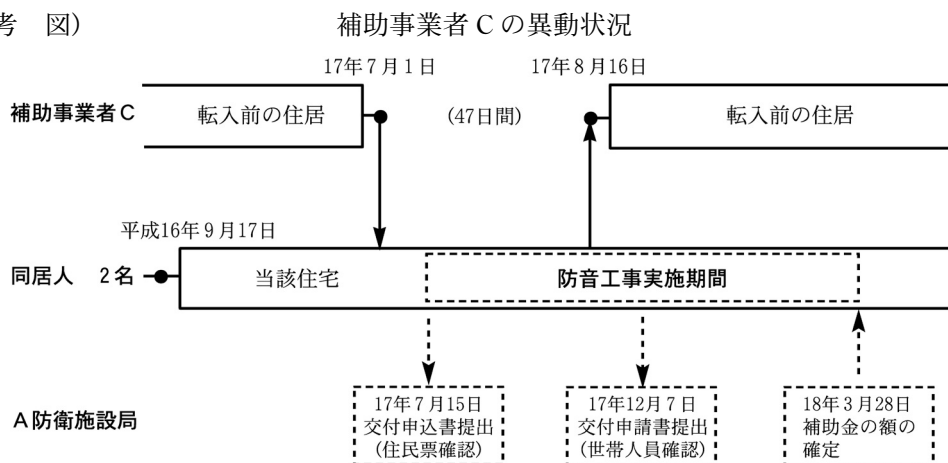 考　図)
補助事業者Cの異動状況
17年7月1日
17年8月16日
補助事業者C
転入前の住居
(47日間)
転入前の住居
平成16年9月17日
同居人　2名
当該住宅
防音工事実施期間
A防衛施設局
17年7月15日
交付申込書提出
(住民票確認)
17年12月7日
交付申請書提出
(世帯人員確認)
18年3月28日
補助金の額の
確定